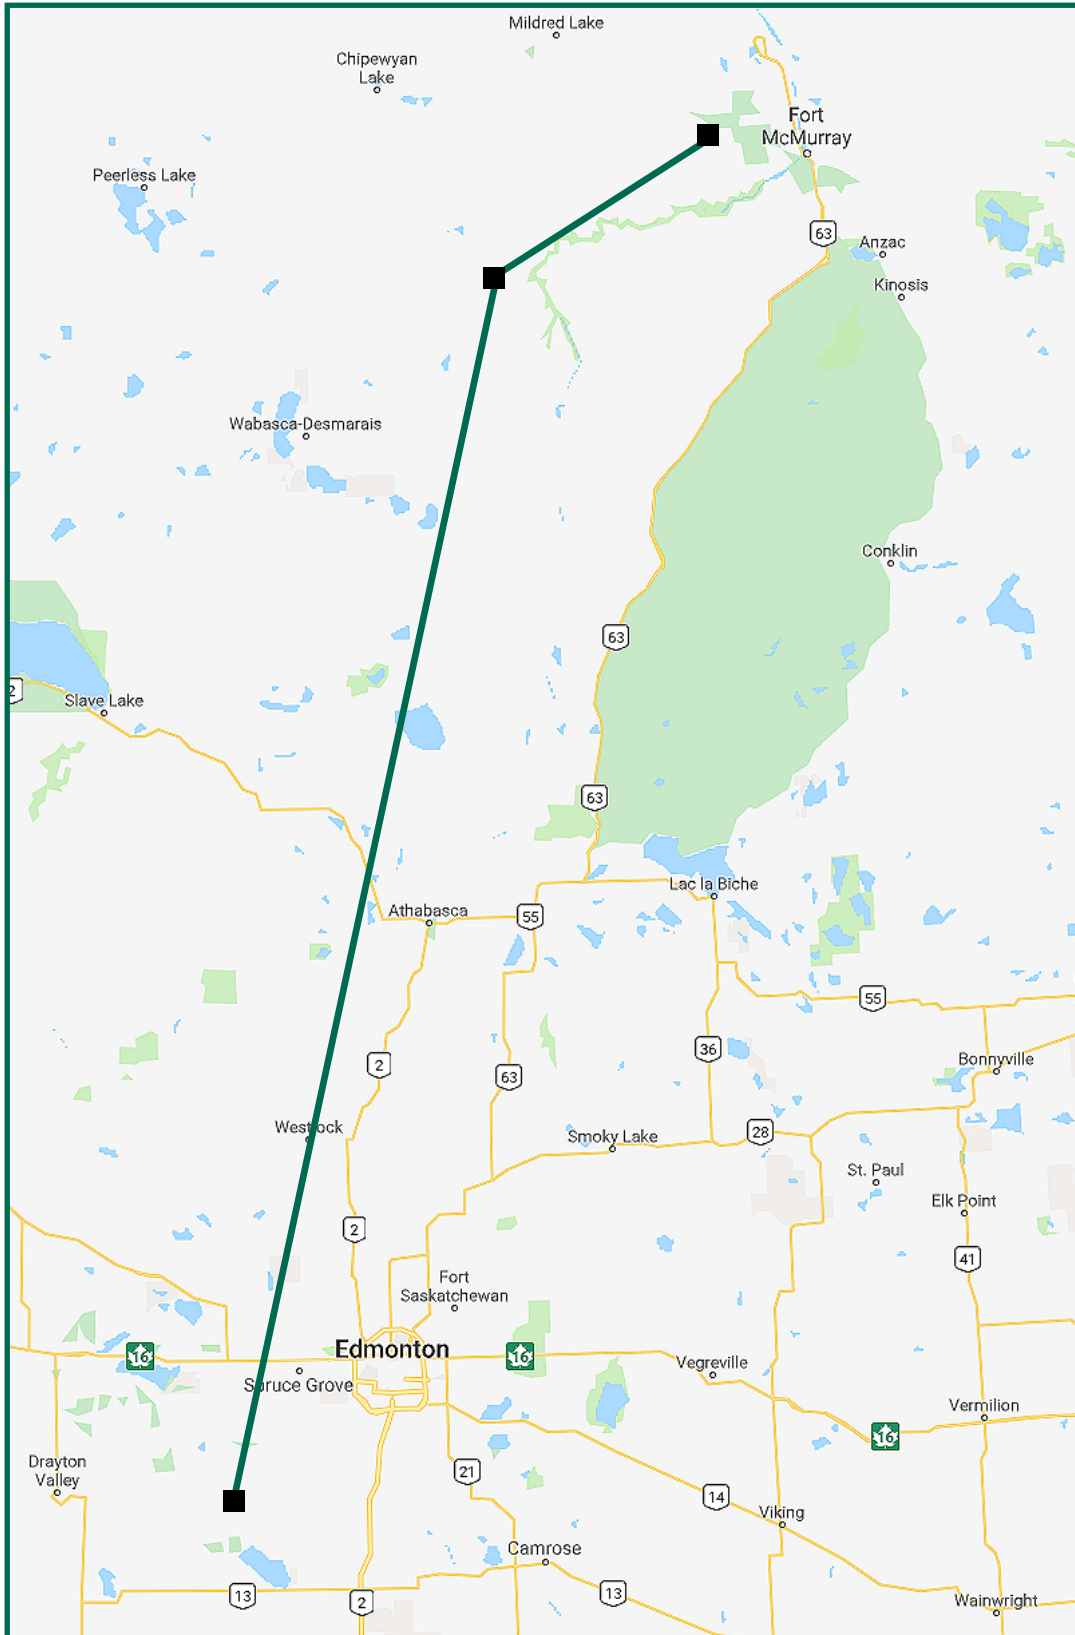 Mildred Lake
Chipewyan
Lake
Fort
McMurray
Peerless Lake
63
Anzac
Kinosis
Wabasca-Desmarais
Conklin
63
2
Slave Lake
63
Lac la Biche
Athabasca
55
55
36
2
63
Bonnyville
Westlock
28
Smoky Lake
St. Paul
Elk Point
2
41
Fort
Saskatchewan
Edmonton
16
16
Vegreville
Spruce Grove
Vermilion
16
Drayton
Valley
21
14
Viking
Camrose
13
13
2
Wainwright